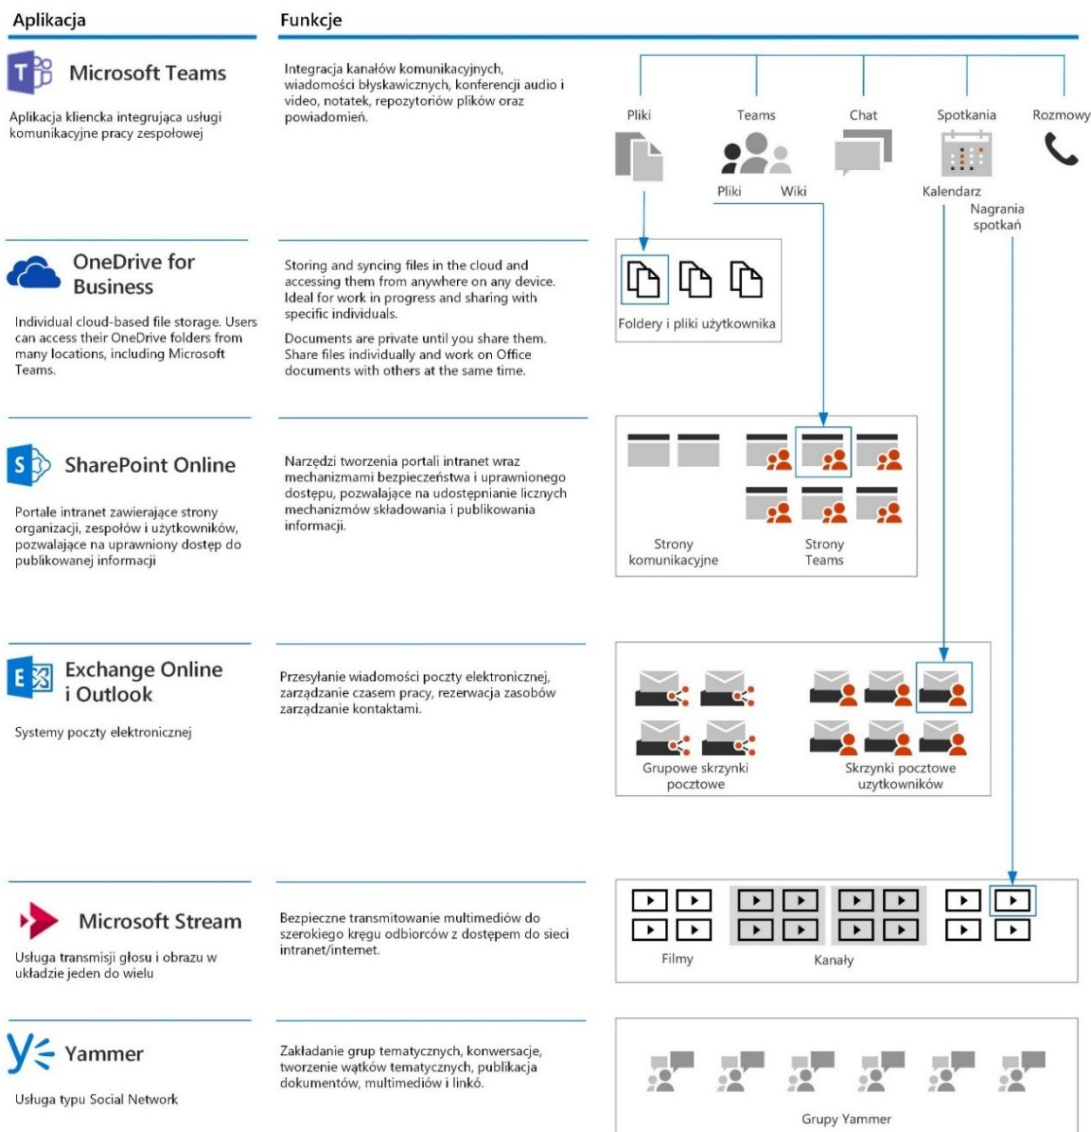 Aplikacja
Funkcje
Microsoft Teams
Aplikacja kliencka integrująca usługi
komunikacyjne pracy zespołowej
Integracja kanałów komunikacyjnych,
wiadomości błyskawicznych, konferencji audio i
video, notatek, repozytoriów plików oraz
powiadomień.
Pliki
Teams
Chat
Spotkania
Rozmowy
Pliki
Wiki
Kalendarz
Nagrania
spotkań
OneDrive for
Business
Individual cloud-based file storage. Users
can access their OneDrive folders from
many locations, including Microsoft
Teams.
Storing and syncing files in the cloud and
accessing them from anywhere on any device.
Ideal for work in progress and sharing with
specific individuals.
Documents are private until you share them.
Share files individually and work on Office
documents with others at the same time.
Foldery i pliki użytkownika
SharePoint Online
Portale intranet zawierające strony
organizacji, zespołów i użytkowników,
pozwalające na uprawniony dostęp do
publikowanej informacji
Narzędzi tworzenia portali intranet wraz
mechanizmami bezpieczeństwa i uprawnionego
dostępu, pozwalające na udostępnianie licznych
mechanizmów składowania i publikowania
informacji.
Strony
komunikacyjne
Strony
Teams
Exchange Online
i Outlook
Systemy poczty elektronicznej
Przesyłanie wiadomości poczty elektronicznej,
zarządzanie czasem pracy, rezerwacja zasobów
zarządzanie kontaktami.
Grupowe skrzynki
pocztowe
Skrzynki pocztowe
uzytkowników
Microsoft Stream
Usługa transmisji głosu i obrazu w
układzie jeden do wielu
Bezpieczne transmitowanie multimediów do
szerokiego kręgu odbiorców z dostępem do sieci
intranet/internet.
Filmy
Kanały
Yammer
Usługa typu Social Network
Zakładanie grup tematycznych, konwersacje,
tworzenie wątków tematycznych, publikacja
dokumentów, multimediów i linkó.
Grupy Yammer